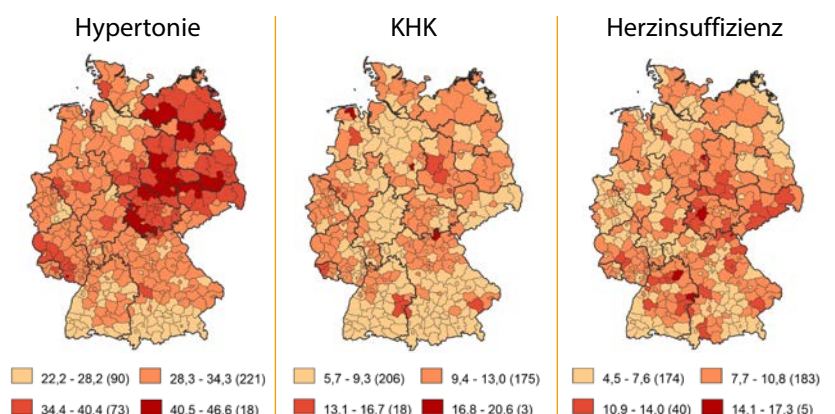 Hypertonie
KHK
Herzinsuffizienz
22,2 - 28,2 (90) 28,3 - 34,3 (221)
34,4 - 40,4 (73) 40,5 - 46,6 (18)
5,7 - 9,3 (206) 9,4 - 13,0 (175)
13,1 - 16,7 (18) 16,8 - 20,6 (3)
4,5 - 7,6 (174) 7,7 - 10,8 (183)
10,9 - 14,0 (40) 14,1 - 17,3 (5)